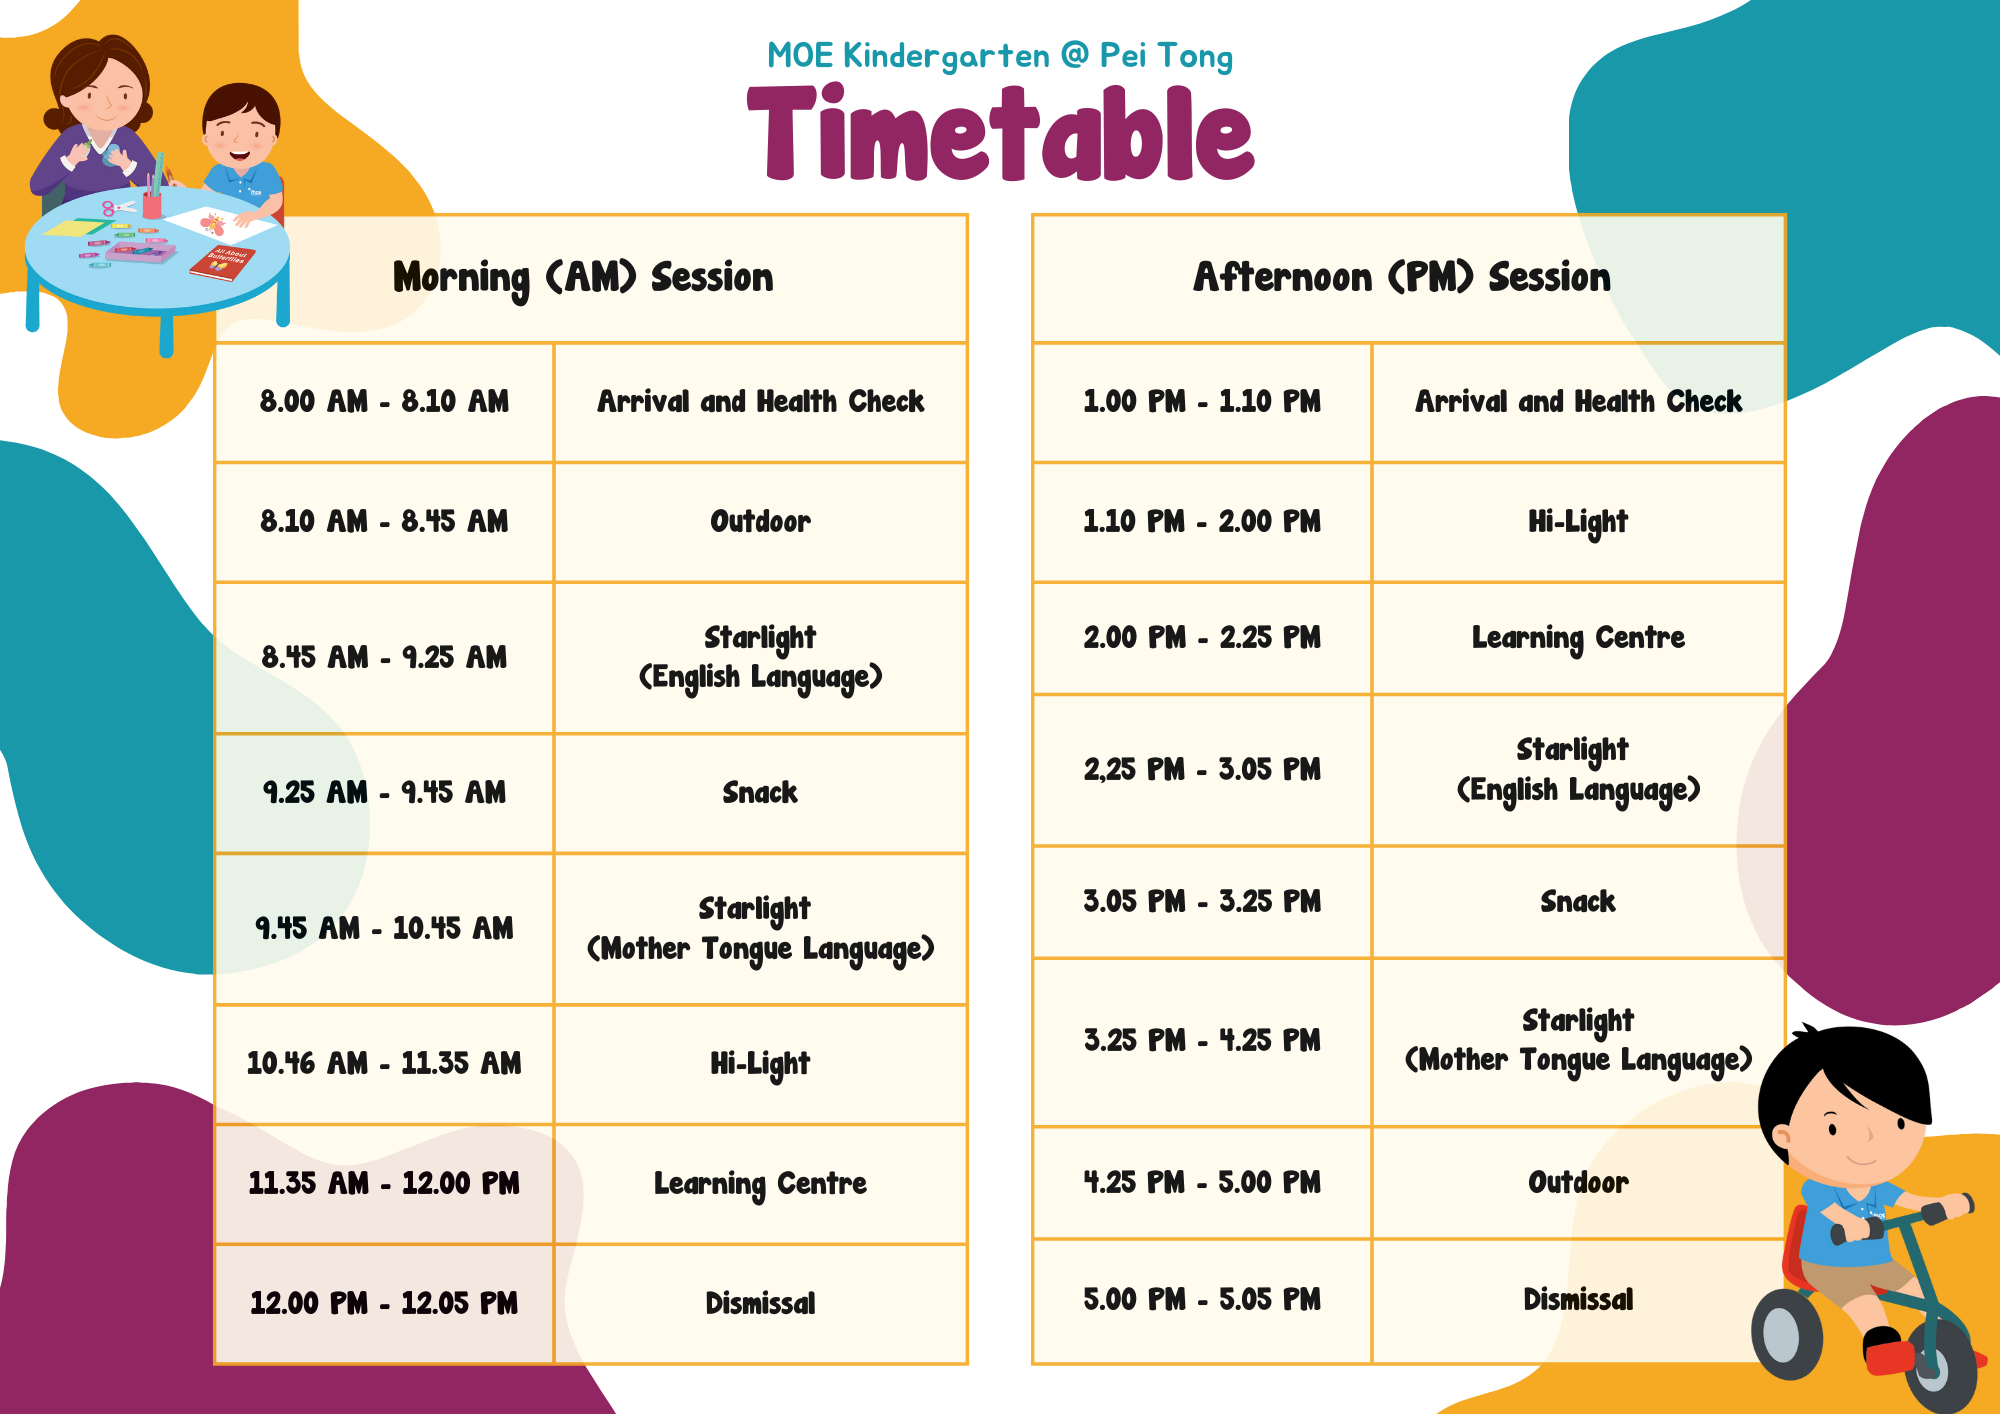 MOE Kindergarten @ Pei Tong
Timetable
All About
Butterflies
Morning (AM) Session
8.00 AM - 8.10 AM
Arrival and Health Check
8.10 AM - 8.45 AM
Outdoor
8.45 AM - 9.25 AM
Starlight
(English Language)
9.25 AM - 9.45 AM
Snack
9.45 AM - 10.45 AM
Starlight
(Mother Tongue Language)
10.46 AM - 11.35 AM
Hi-Light
11.35 AM - 12.00 PM
Learning Centre
12.00 PM - 12.05 PM
Dismissal
Afternoon (PM) Session
1.00 PM - 1.10 PM
Arrival and Health Check
1.10 PM - 2.00 PM
Hi-Light
2.00 PM - 2.25 PM
Learning Centre
2,25 PM - 3.05 PM
Starlight
(English Language)
3.05 PM - 3.25 PM
Snack
3.25 PM - 4.25 PM
Starlight
(Mother Tongue Language)
4.25 PM - 5.00 PM
Outdoor
5.00 PM - 5.05 PM
Dismissal